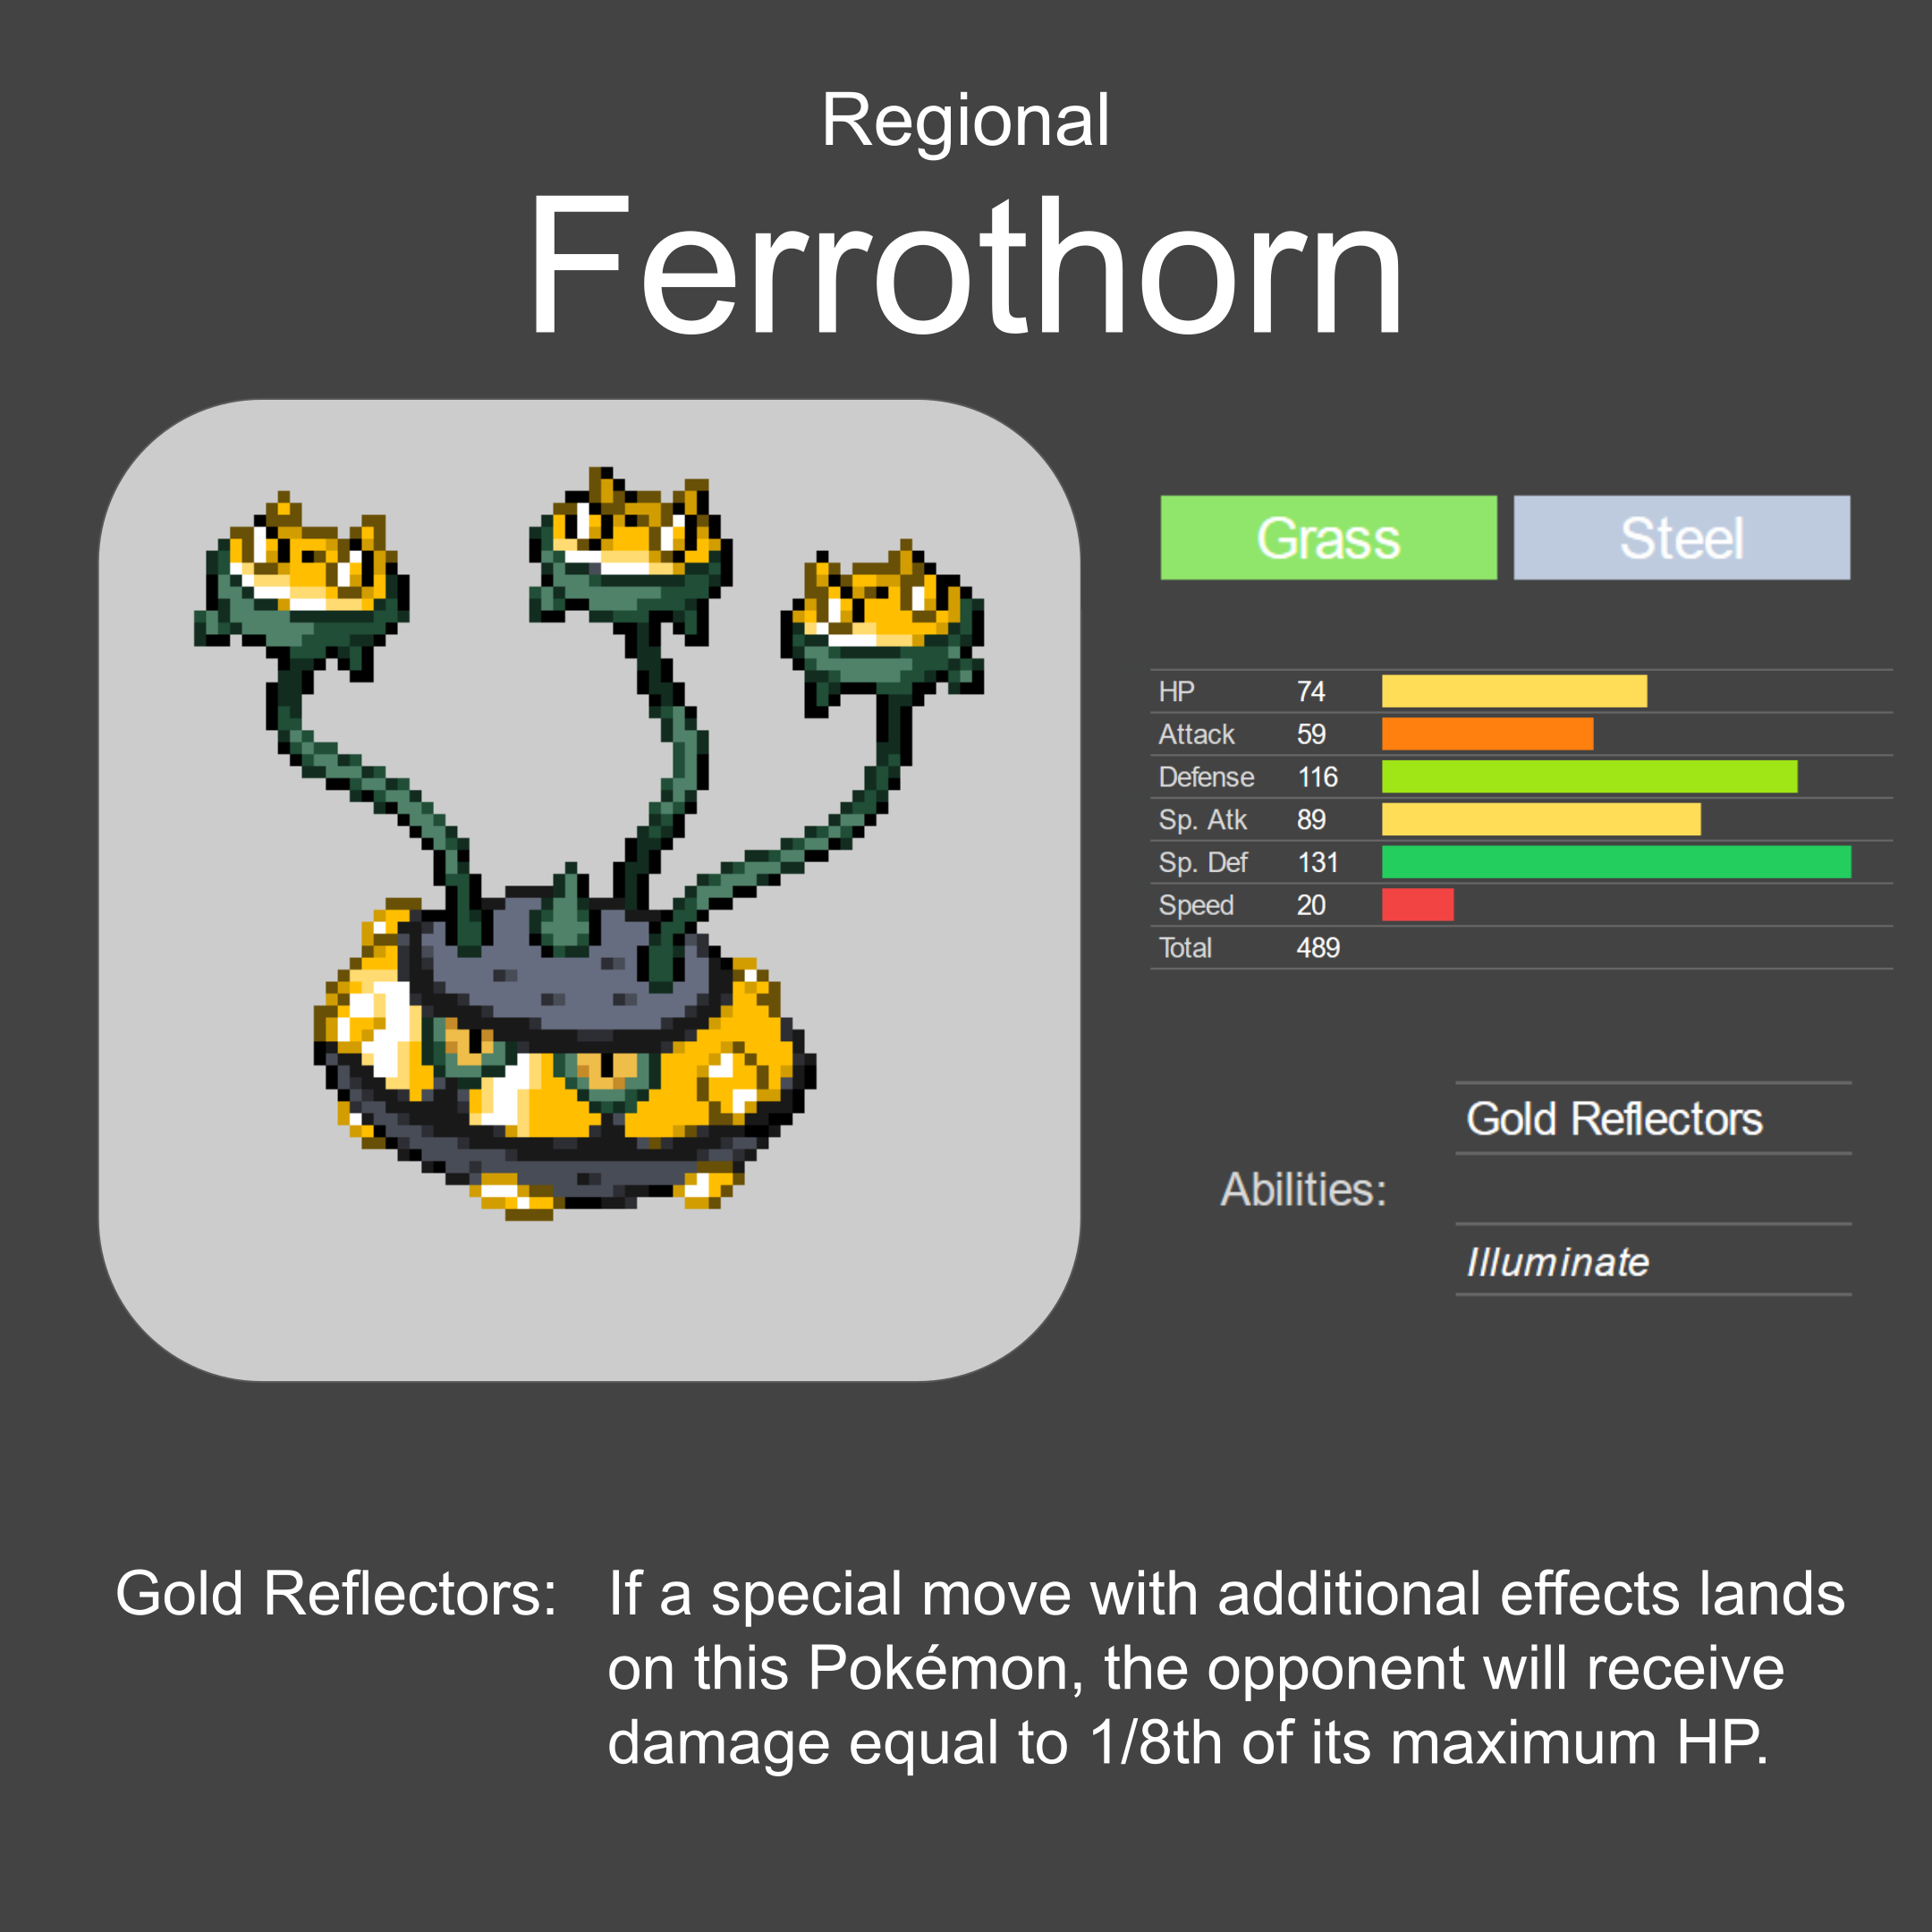 Regional
Ferrothorn
Grass Steel
HP 74
Attack 59
Defense 116
Sp. Atk 89
Sp. Def 131
Speed 20
Total 489
Gold Reflectors
Abilities:
Illuminate
Gold Reflectors: If a special move with additional effects lands
on this Pokémon, the opponent will receive
damage equal to 1/8th of its maximum HP.